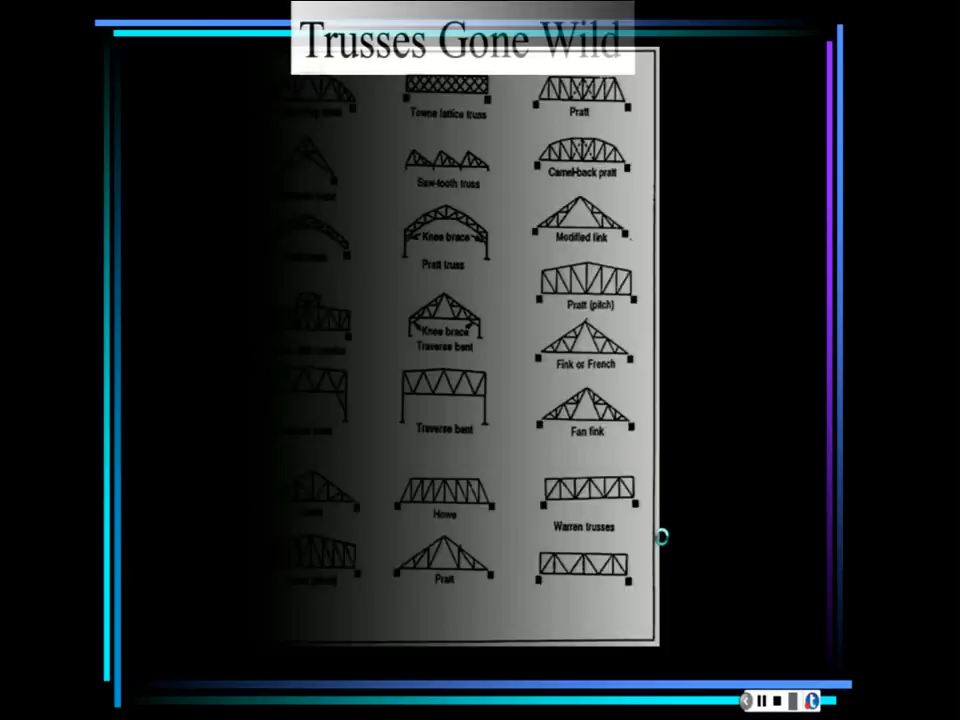 Trusses Gone Wild
Towne lattice truss
Pratt
Saw-tooth truss
Camel-back pratt
Knee brace
Pratt truss
Modified fink
Pratt (pitch)
Knee brace
Traverse bent
Fink or French
Traverse bent
Fan fink
Howe
Warren trusses
Pratt